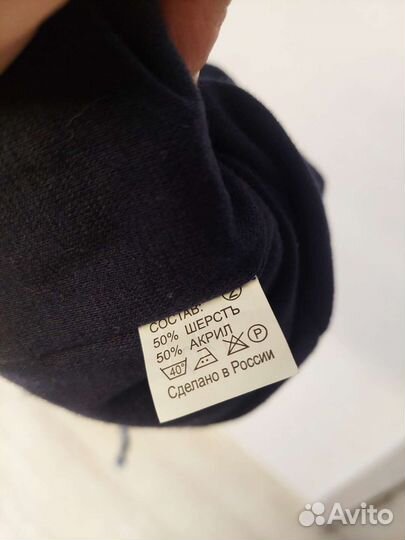 СОСТАВ:
50% ШЕРСТЬ
50% АКРИЛ
40° P
Сделано в России
Avito